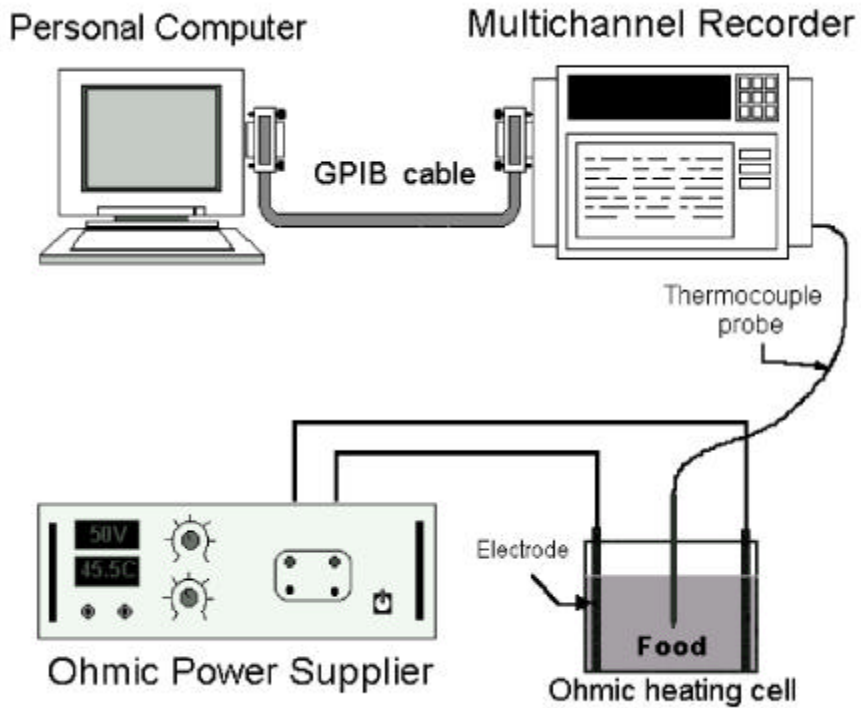 Personal Computer
Multichannel Recorder
GPIB cable
Thermocouple
probe
50V
45.5C
Electrode
Food
Ohmic Power Supplier
Ohmic heating cell